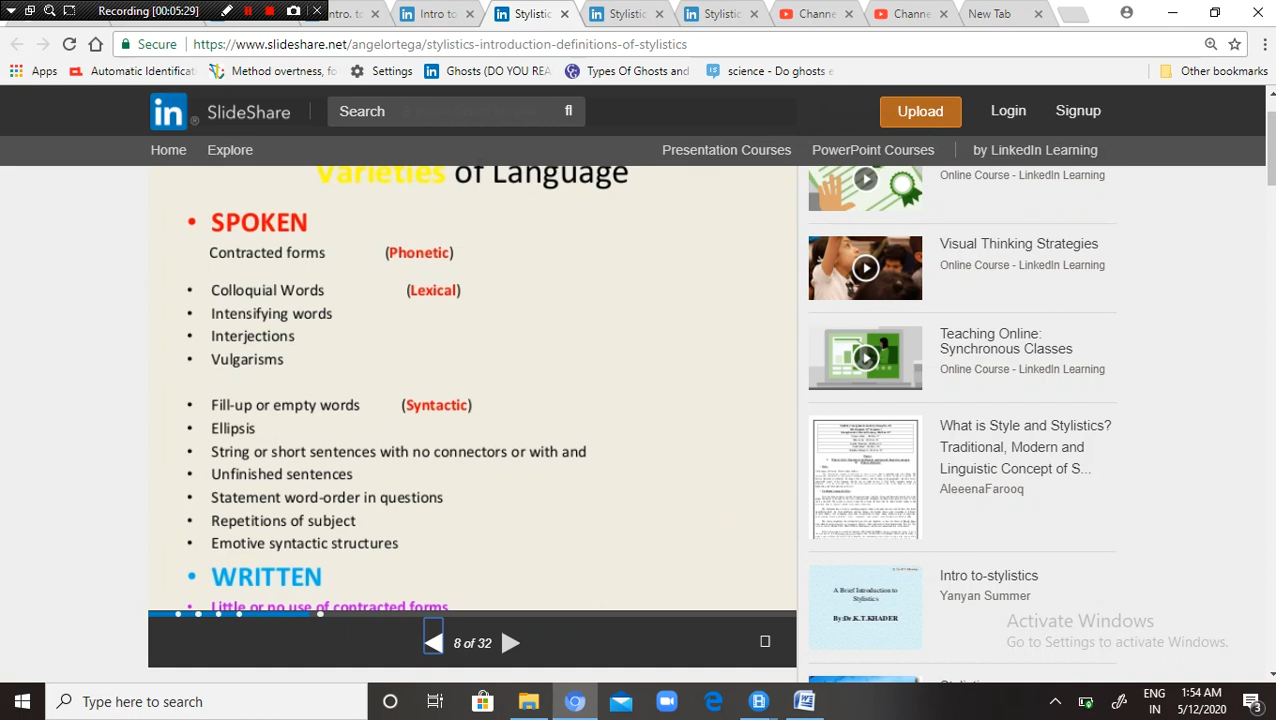 Recording [00:05:29]
Intro, ta
Intro to
Stylistic
Stylistic
Stylistic
Channe
Channe
New Tab
Secure
https://www.slideshare.net/angelortega/stylistics-introduction-definitions-of-stylistics
Apps
Automatic Identificat
Method overtness, fo
Settings
Ghosts (DO YOU REA
Types Of Ghosts and
science - Do ghosts e
Other bookmarks
in SlideShare
Search
Upload
Login
Signup
Home
Explore
Presentation Courses
PowerPoint Courses
by LinkedIn Learning
Varieties of Language
• SPOKEN
Contracted forms (Phonetic)
• Colloquial Words (Lexical)
• Intensifying words
• Interjections
• Vulgarisms
• Fill-up or empty words (Syntactic)
• Ellipsis
• String or short sentences with no connectors or with and
Unfinished sentences
• Statement word-order in questions
• Repetitions of subject
Emotive syntactic structures
• WRITTEN
• Little or no use of contracted forms
8 of 32
Online Course - LinkedIn Learning
Visual Thinking Strategies
Online Course - LinkedIn Learning
Teaching Online:
Synchronous Classes
Online Course - LinkedIn Learning
What is Style and Stylistics?
Traditional, Modern and
Linguistic Concept of S...
AleeenaFarooq
A Brief Introduction to
Stylistics
By:Dr.K.T.KHADER
Intro to-stylistics
Yanyan Summer
Activate Windows
Go to Settings to activate Windows.
Type here to search
ENG
IN
1:54 AM
5/12/2020
3